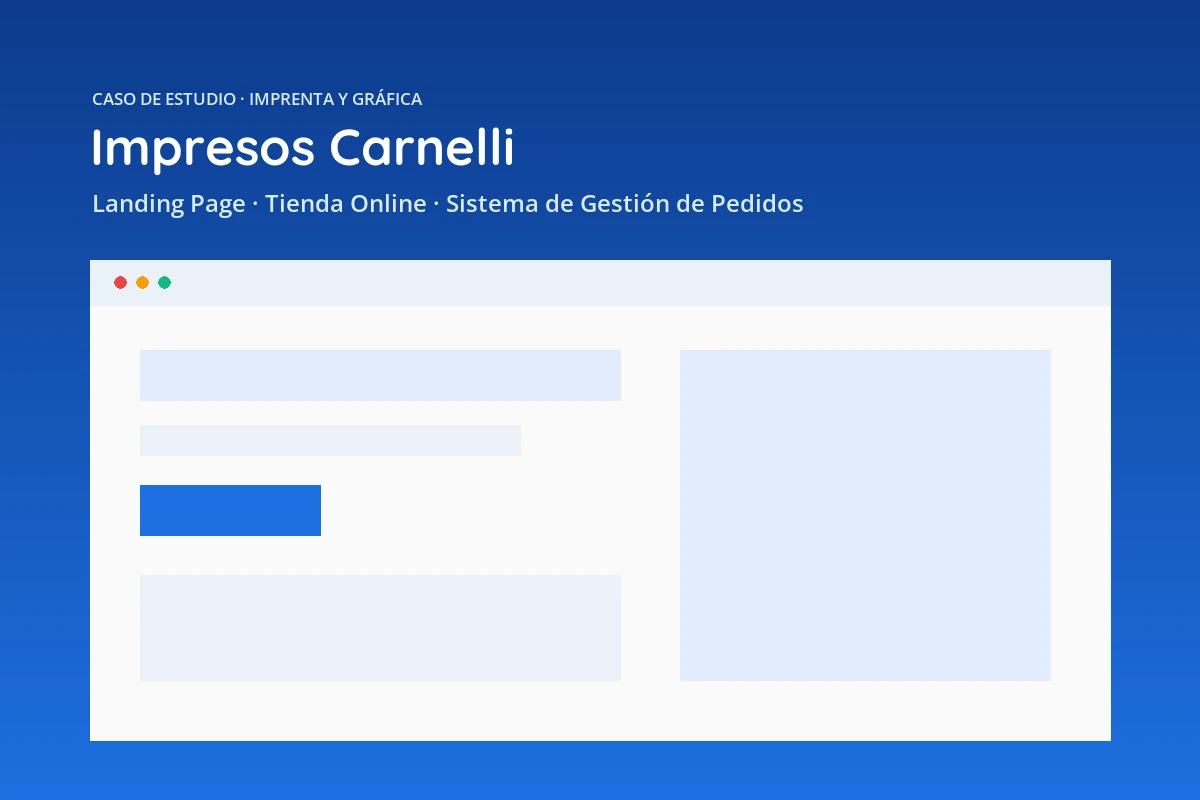 CASO DE ESTUDIO · IMPRENTA Y GRÁFICA
Impresos Carnelli
Landing Page · Tienda Online · Sistema de Gestión de Pedidos